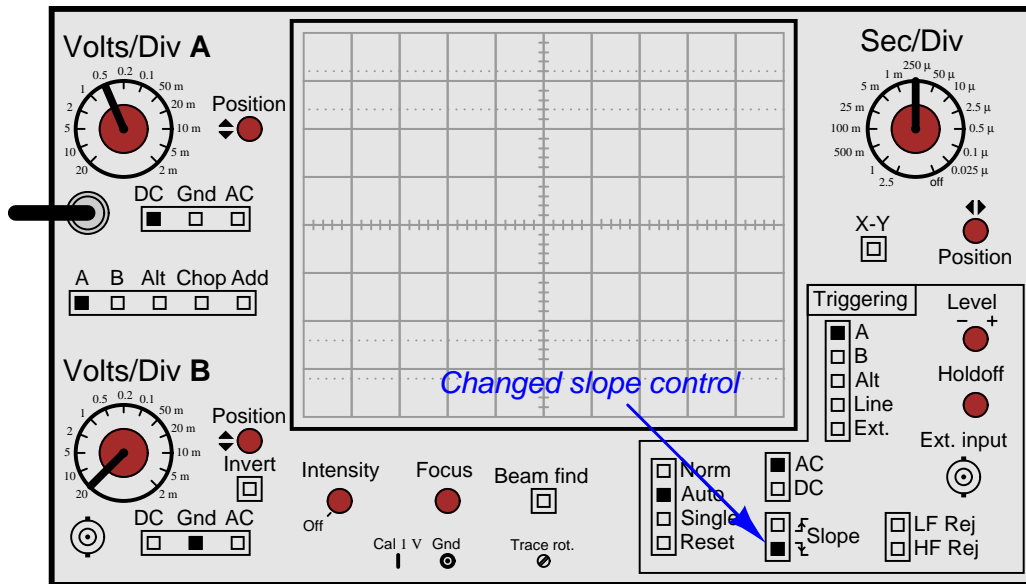 Volts/Div A
0.5 0.2 0.1
1 50 m
2 20 m
5 10 m
10 5 m
20 2 m
Position
DC Gnd AC
A B Alt Chop Add
Volts/Div B
0.5 0.2 0.1
1 50 m
2 20 m
5 10 m
10 5 m
20 2 m
Position
Invert
DC Gnd AC
Intensity
Off
Focus
Beam find
Cal 1 V Gnd Trace rot.
Changed slope control
Sec/Div
250 µ
1 m 50 µ
5 m 10 µ
25 m 2.5 µ
100 m 0.5 µ
500 m 0.1 µ
1 0.025 µ
2.5 off
X-Y
Position
Triggering
A
B
Alt
Line
Ext.
Level
− +
Holdoff
Ext. input
Norm
Auto
Single
Reset
AC
DC
Slope
LF Rej
HF Rej